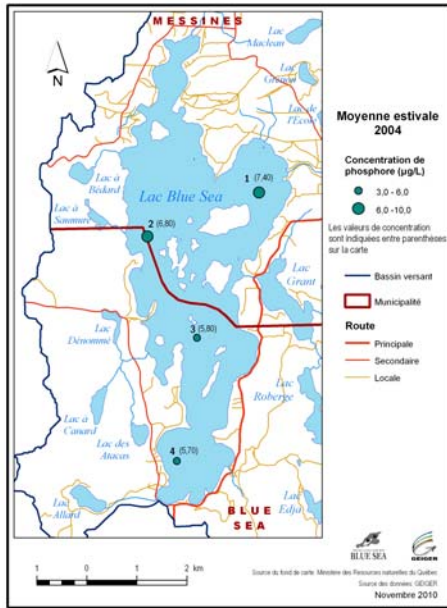 MESSINES
Lac
Maclean
Lac
Grenon
Lac de
l'École
N
Lac à
Bédard
Lac Blue Sea
1 (7,40)
Lac à
Saumure
2 (6,80)
Lac
Grant
Lac
Dénommé
3 (5,80)
Lac
Roberge
Lac à
Canard
Lac des
Atacas
4 (5,70)
Lac
Allard
BLUE
SEA
Lac
Edja
1 0 1 2 km
Moyenne estivale
2004
Concentration de
phosphore (µg/L)
3,0 - 6,0
6,0 -10,0
Les valeurs de concentration
sont indiquées entre parenthèses
sur la carte
Bassin versant
Municipalité
Route
Principale
Secondaire
Locale
BLUE SEA
GEIGER
Source du fond de carte: Ministère des Ressources naturelles du Québec
Source des données: GEIGER
Novembre 2010